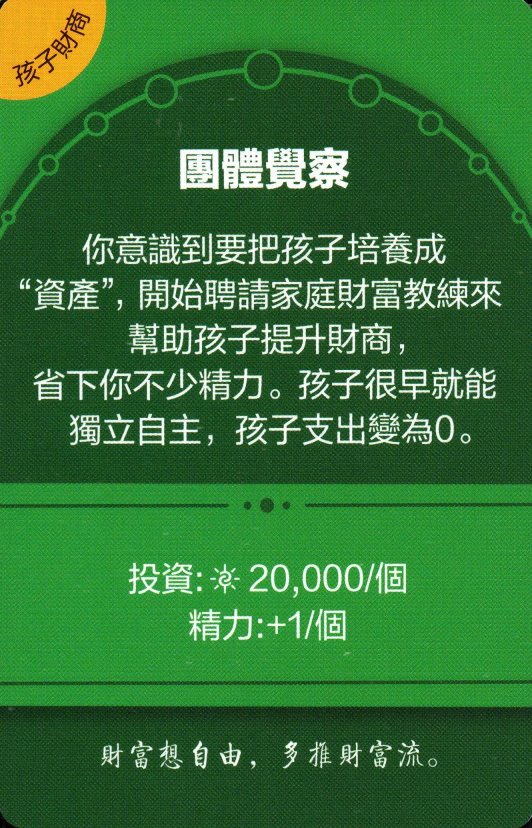 孩子財商
團體覺察
你意識到要把孩子培養成
“資產”，開始聘請家庭財富教練來
幫助孩子提升財商，
省下你不少精力。孩子很早就能
獨立自主，孩子支出變為0。
投資: 20,000/個
精力:+1/個
財富想自由，多推財富流。